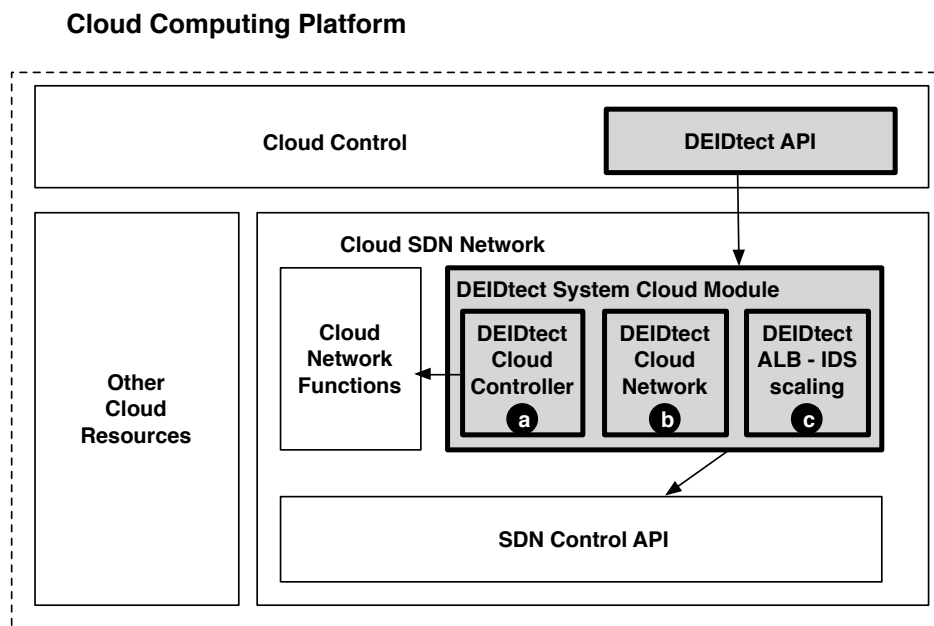 Cloud Computing Platform
Cloud Control
DEIDtect API
Cloud SDN Network
DEIDtect System Cloud Module
Other
Cloud
Resources
Cloud
Network
Functions
DEIDtect
Cloud
Controller
a
DEIDtect
Cloud
Network
b
DEIDtect
ALB - IDS
scaling
c
SDN Control API